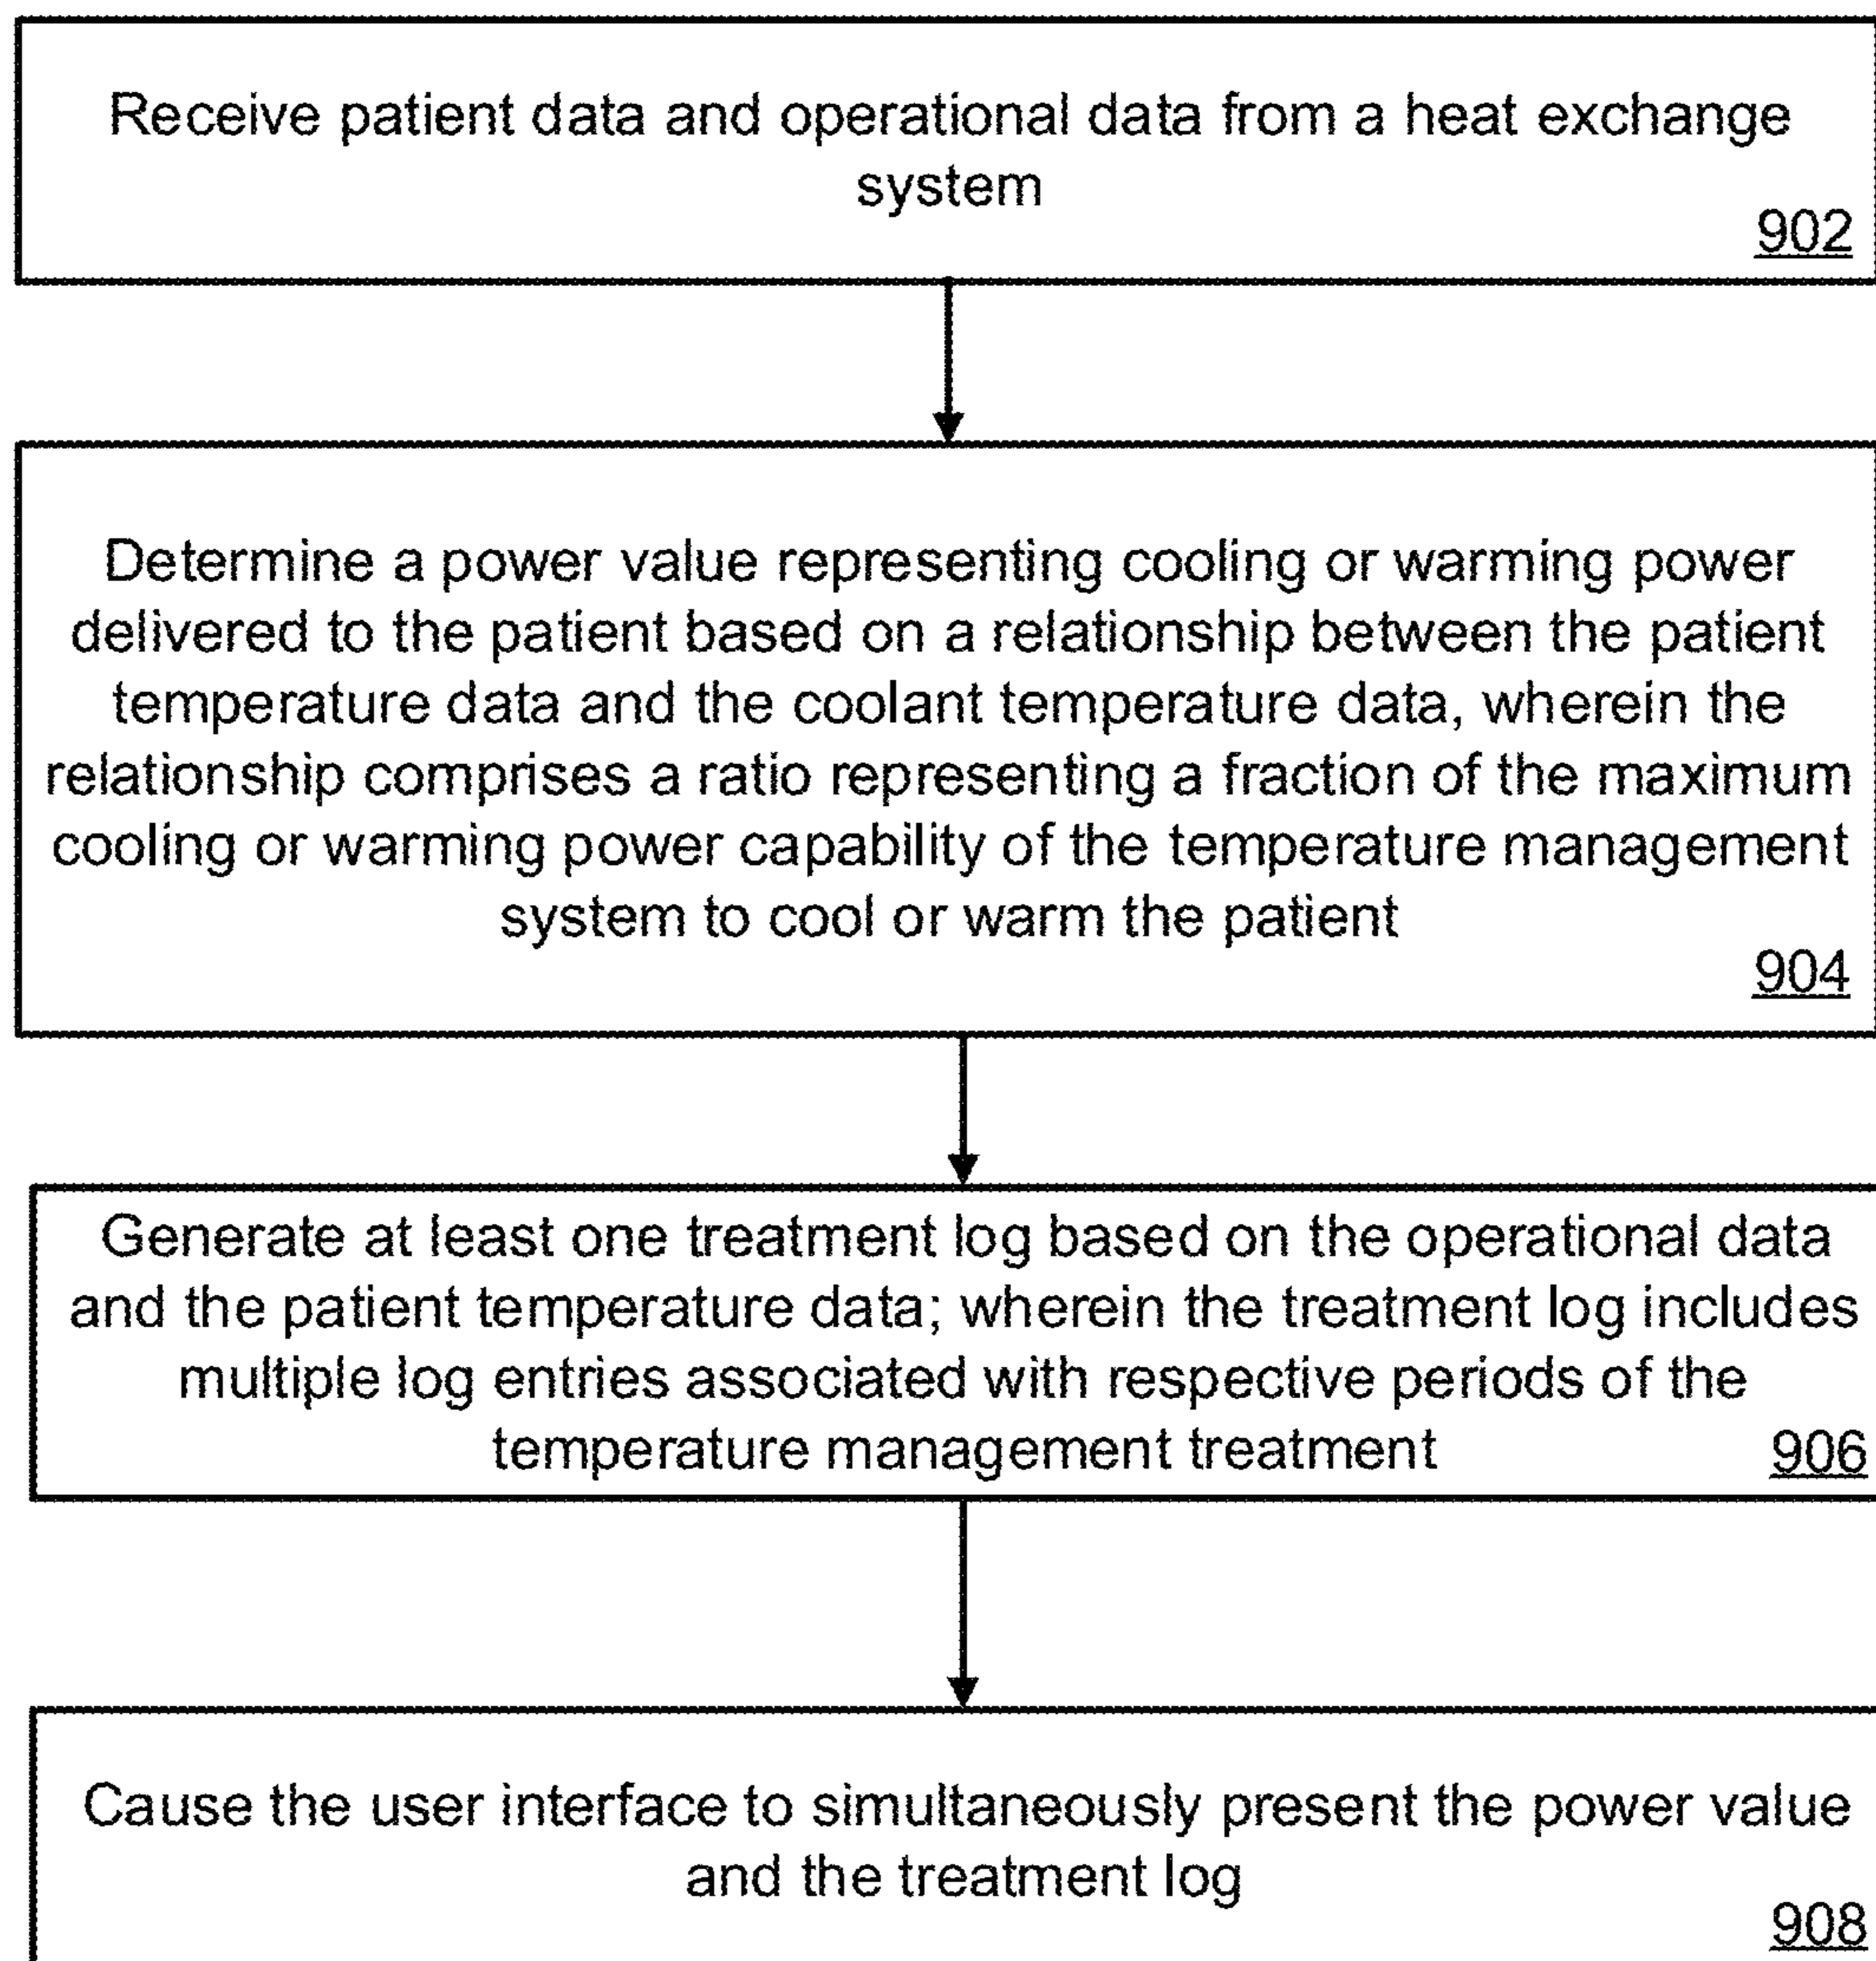 Receive patient data and operational data from a heat exchange
system
902
Determine a power value representing cooling or warming power
delivered to the patient based on a relationship between the patient
temperature data and the coolant temperature data, wherein the
relationship comprises a ratio representing a fraction of the maximum
cooling or warming power capability of the temperature management
system to cool or warm the patient
904
Generate at least one treatment log based on the operational data
and the patient temperature data; wherein the treatment log includes
multiple log entries associated with respective periods of the
temperature management treatment
906
Cause the user interface to simultaneously present the power value
and the treatment log
908